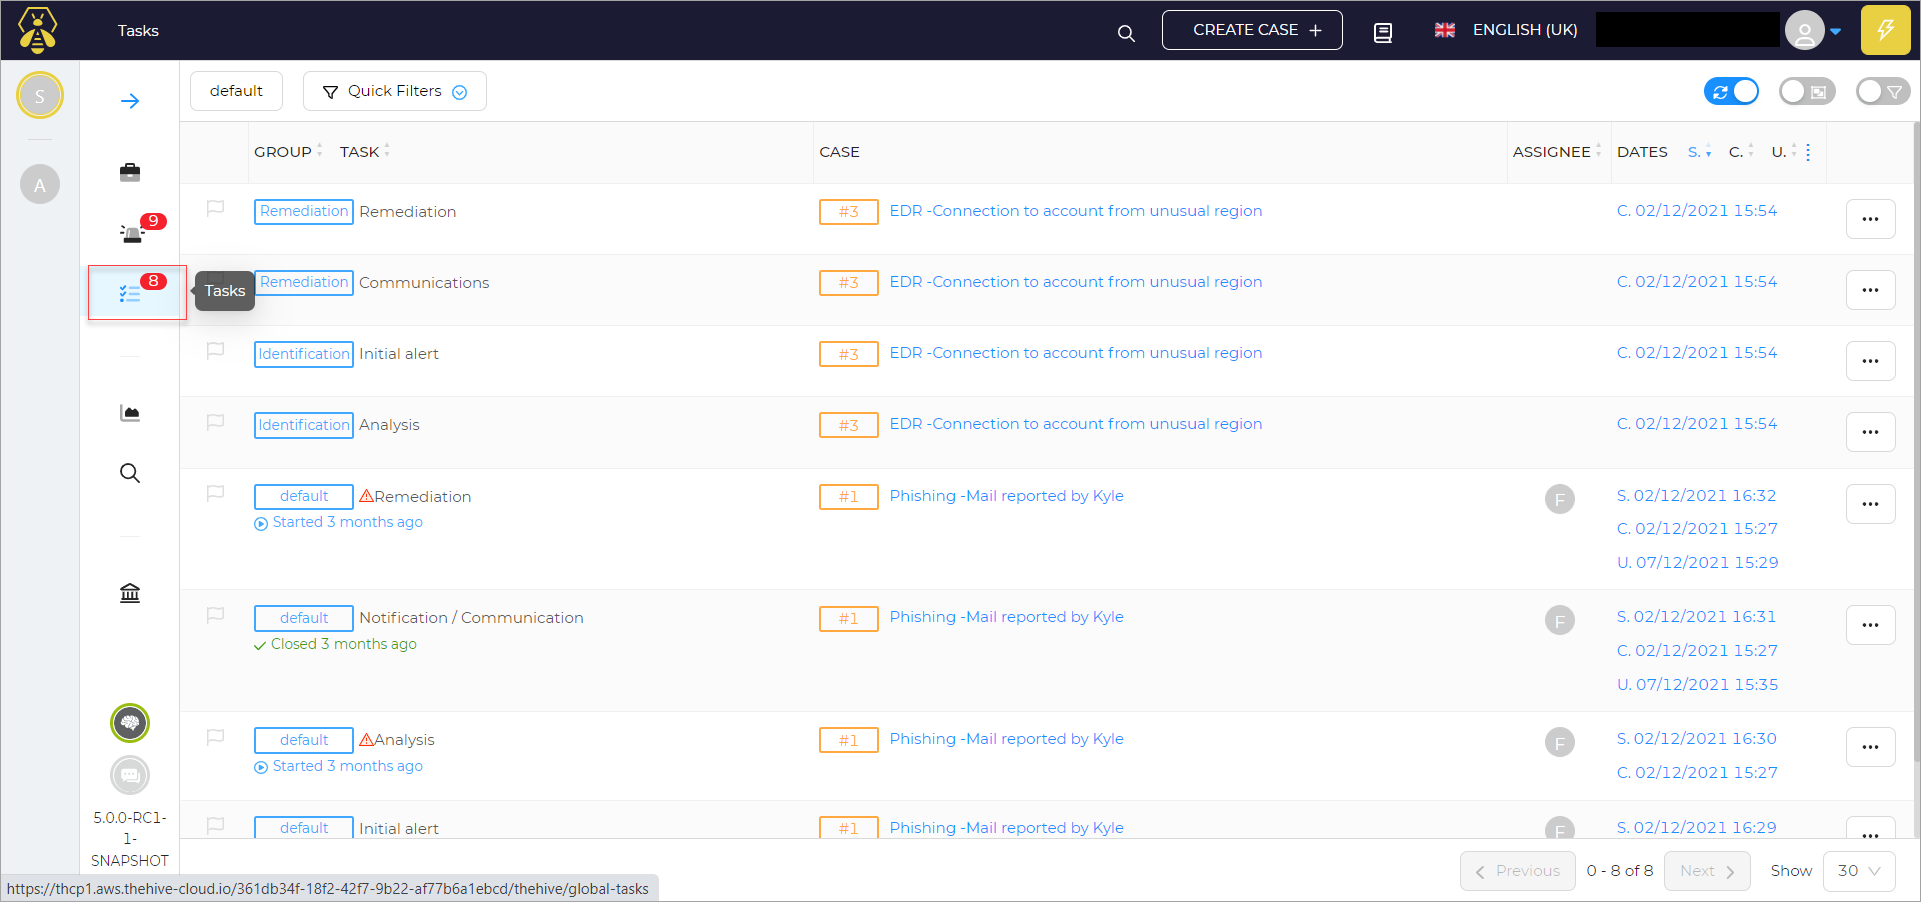 Tasks
CREATE CASE +
ENGLISH (UK)
S
A
default
Quick Filters
GROUP TASK CASE ASSIGNEE DATES S. C. U.
Remediation Remediation #3 EDR -Connection to account from unusual region C. 02/12/2021 15:54
9
8
Tasks
Remediation Communications #3 EDR -Connection to account from unusual region C. 02/12/2021 15:54
Identification Initial alert #3 EDR -Connection to account from unusual region C. 02/12/2021 15:54
Identification Analysis #3 EDR -Connection to account from unusual region C. 02/12/2021 15:54
default Remediation #1 Phishing -Mail reported by Kyle F S. 02/12/2021 16:32
Started 3 months ago C. 02/12/2021 15:27
U. 07/12/2021 15:29
default Notification / Communication #1 Phishing -Mail reported by Kyle F S. 02/12/2021 16:31
Closed 3 months ago C. 02/12/2021 15:27
U. 07/12/2021 15:35
default Analysis #1 Phishing -Mail reported by Kyle F S. 02/12/2021 16:30
Started 3 months ago C. 02/12/2021 15:27
default Initial alert #1 Phishing -Mail reported by Kyle F S. 02/12/2021 16:29
5.0.0-RC1-
1-
SNAPSHOT
Previous 0 - 8 of 8 Next Show 30
https://thcp1.aws.thehive-cloud.io/361db34f-18f2-42f7-9b22-af77b6a1ebcd/thehive/global-tasks